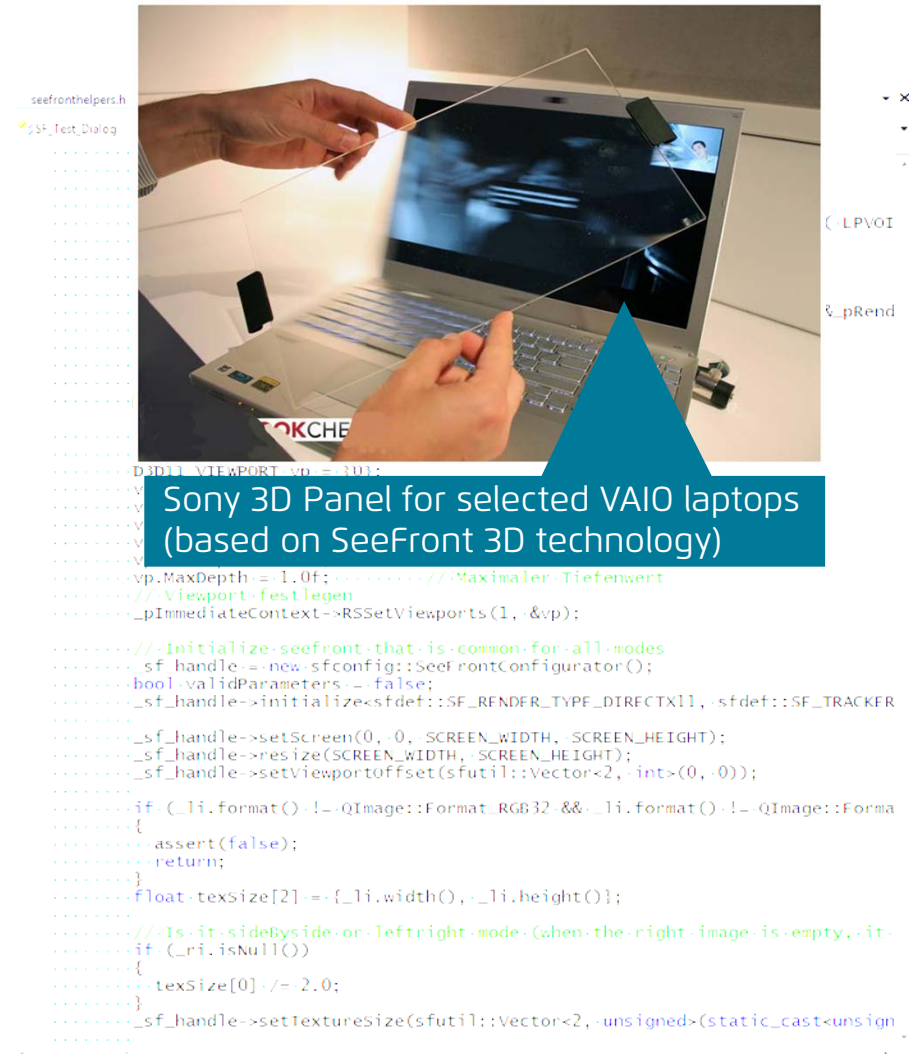 seefronthelpers.h
SF_Test_Dialog
( LPVOI
&_pRend
OKCHE
D3D11_VIEWPORT vp = {0};
Sony 3D Panel for selected VAIO laptops
(based on SeeFront 3D technology)
vp.MaxDepth = 1.0f; // Maximaler Tiefenwert
// Viewport festlegen
_pImmediateContext->RSSetViewports(1, &vp);
// Initialize seefront that is common for all modes
_sf_handle = new sfconfig::SeeFrontConfigurator();
bool validParameters = false;
_sf_handle->initialize<sfdef::SF_RENDER_TYPE_DIRECTX11, sfdef::SF_TRACKER
_sf_handle->setScreen(0, 0, SCREEN_WIDTH, SCREEN_HEIGHT);
_sf_handle->resize(SCREEN_WIDTH, SCREEN_HEIGHT);
_sf_handle->setViewportOffset(sfutil::Vector<2, int>(0, 0));
if (_li.format() != QImage::Format_RGB32 && _li.format() != QImage::Forma
{
assert(false);
return;
}
float texSize[2] = {_li.width(), _li.height()};
// Is it sideByside or leftright mode (when the right image is empty, it
if (_ri.isNull())
{
texSize[0] /= 2.0;
}
_sf_handle->setTextureSize(sfutil::Vector<2, unsigned>(static_cast<unsign